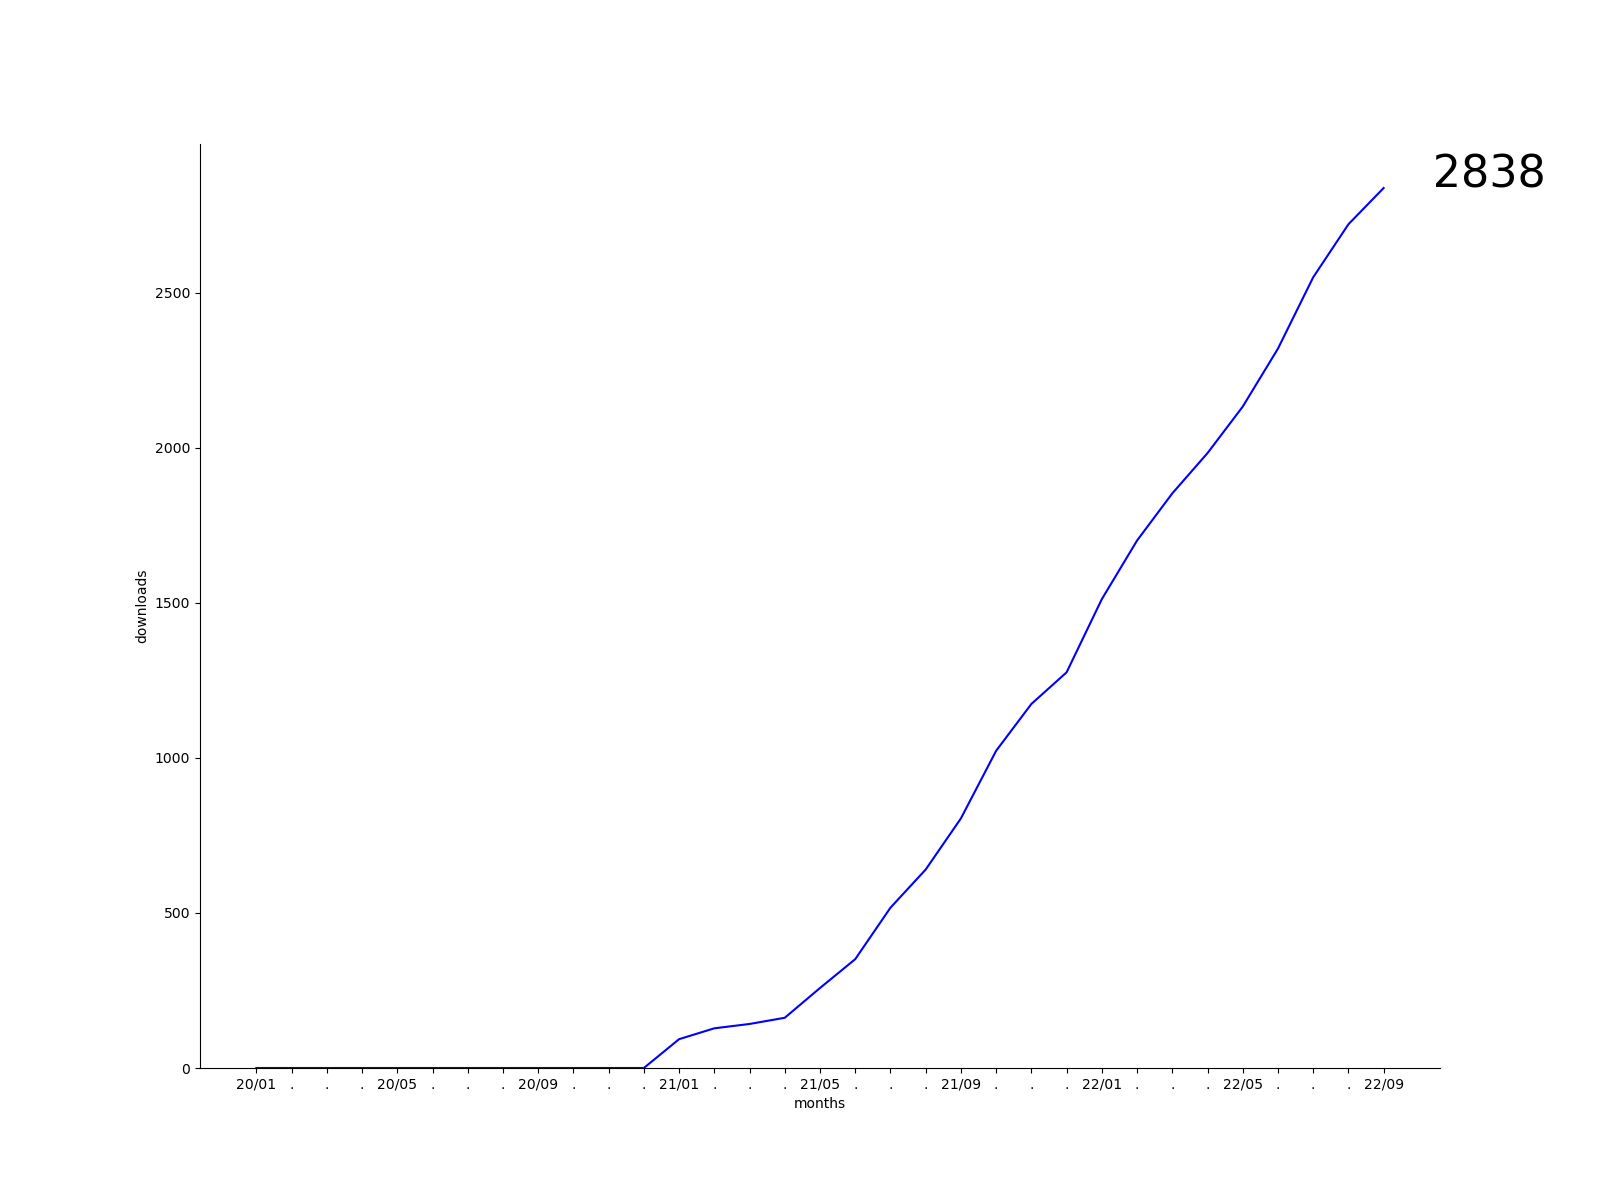 2838
2500
2000
1500
1000
500
0
downloads
20/01 . . . 20/05 . . . 20/09 . . . 21/01 . . . 21/05 . . . 21/09 . . . 22/01 . . . 22/05 . . . 22/09
months